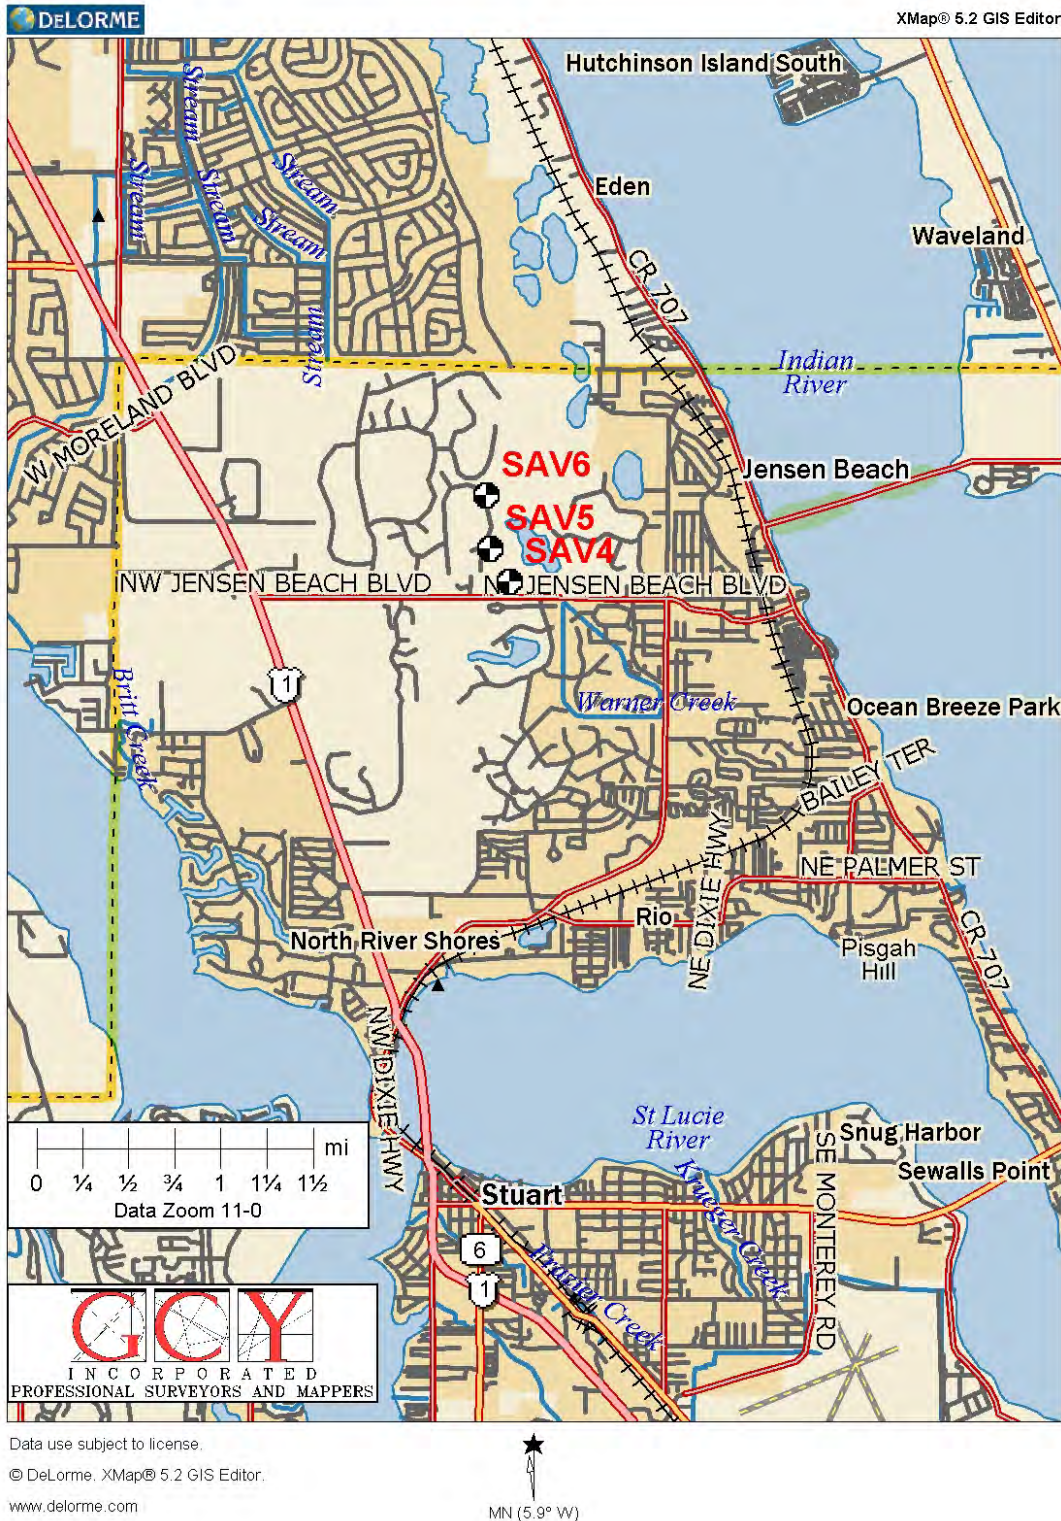 DELORME
XMap® 5.2 GIS Editor
Hutchinson Island South
Stream
Stream
Stream
Stream
Stream
Stream
Eden
Waveland
CR 707
Indian
River
W MORELAND BLVD
SAV6
Jensen Beach
SAV5
SAV4
NW JENSEN BEACH BLVD
JENSEN BEACH BLVD
1
Britt Creek
Warner Creek
Ocean Breeze Park
BAILEY TER
NE DIXIE HWY
NE PALMER ST
Rio
North River Shores
Pisgah
Hill
CR 707
NW DIXIE HWY
St Lucie
River
Snug Harbor
Sewalls Point
Krueger Creek
SE MONTEREY RD
Stuart
6
1
Frazier Creek
mi
0 1/4 1/2 3/4 1 11/4 11/2
Data Zoom 11-0
GCY
INCORPORATED
PROFESSIONAL SURVEYORS AND MAPPERS
Data use subject to license.
© DeLorme. XMap® 5.2 GIS Editor.
www.delorme.com
MN (5.9° W)